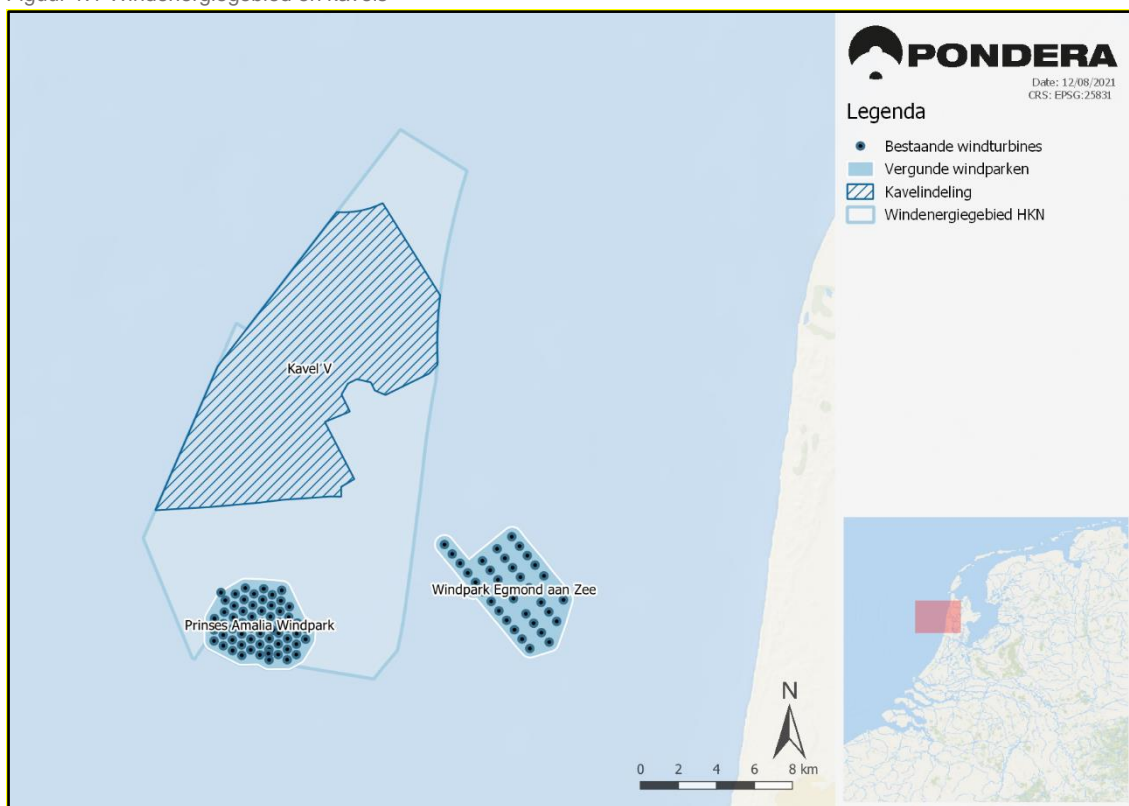 PONDERA
Date: 12/08/2021
CRS: EPSG:25831
Legenda
Bestaande windturbines
Vergunde windparken
Kavelindeling
Windenergiegebied HKN
Kavel V
Windpark Egmond aan Zee
Prinses Amalia Windpark
N
0 2 4 6 8 km